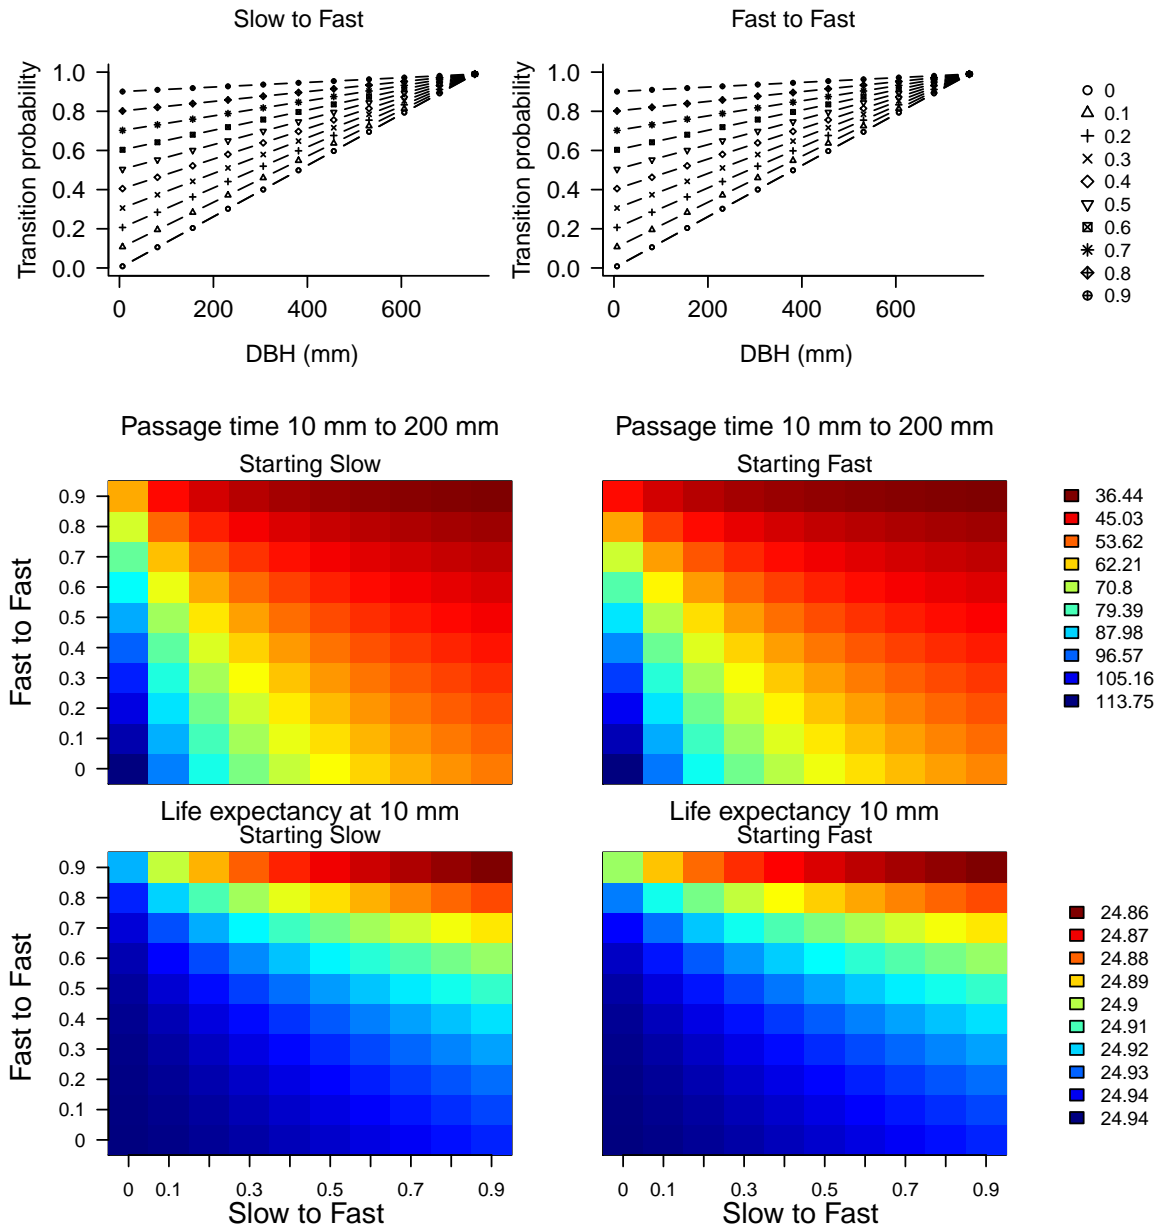 Slow to Fast
Fast to Fast
Transition probability
1.0
0.8
0.6
0.4
0.2
0.0
0 200 400 600
DBH (mm)
Transition probability
1.0
0.8
0.6
0.4
0.2
0.0
0 200 400 600
DBH (mm)
0
0.1
0.2
0.3
0.4
0.5
0.6
0.7
0.8
0.9
Passage time 10 mm to 200 mm
Starting Slow
Passage time 10 mm to 200 mm
Starting Fast
Fast to Fast
0.9
0.8
0.7
0.6
0.5
0.4
0.3
0.2
0.1
0
36.44
45.03
53.62
62.21
70.8
79.39
87.98
96.57
105.16
113.75
Life expectancy at 10 mm
Starting Slow
Life expectancy 10 mm
Starting Fast
Fast to Fast
0.9
0.8
0.7
0.6
0.5
0.4
0.3
0.2
0.1
0
24.86
24.87
24.88
24.89
24.9
24.91
24.92
24.93
24.94
24.94
0 0.1 0.3 0.5 0.7 0.9
Slow to Fast
0 0.1 0.3 0.5 0.7 0.9
Slow to Fast